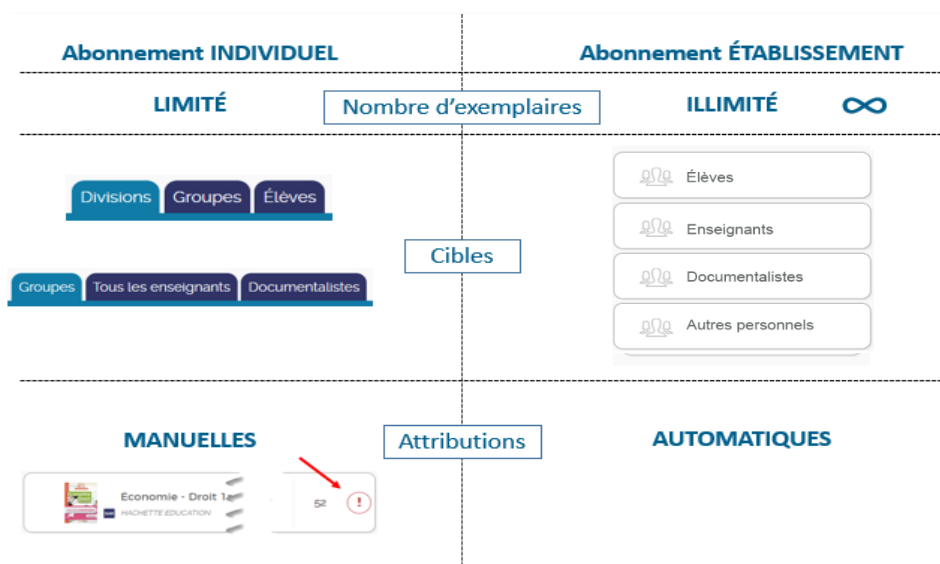 Abonnement INDIVIDUEL
Abonnement ÉTABLISSEMENT
LIMITÉ
Nombre d'exemplaires
ILLIMITÉ
Divisions Groupes Élèves
Groupes Tous les enseignants Documentalistes
Cibles
Élèves
Enseignants
Documentalistes
Autres personnels
MANUELLES
Attributions
AUTOMATIQUES
Économie - Droit
52 !
HACHETTE EDUCATION